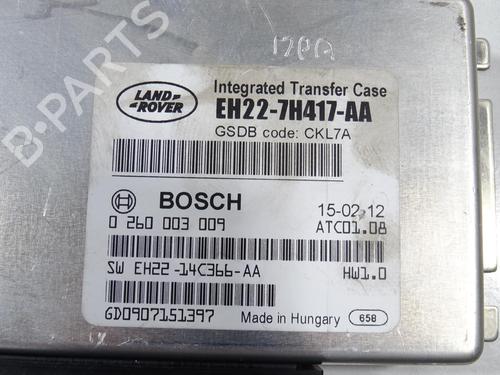 B-PARTS
17PA
LAND-
ROVER
Integrated Transfer Case
EH22-7H417-AA
GSDB code: CKL7A
BOSCH
0 260 003 009
15-02-12
ATC01.08
SW EH22-14C366-AA
HW1.0
GD0907151397
Made in Hungary
658